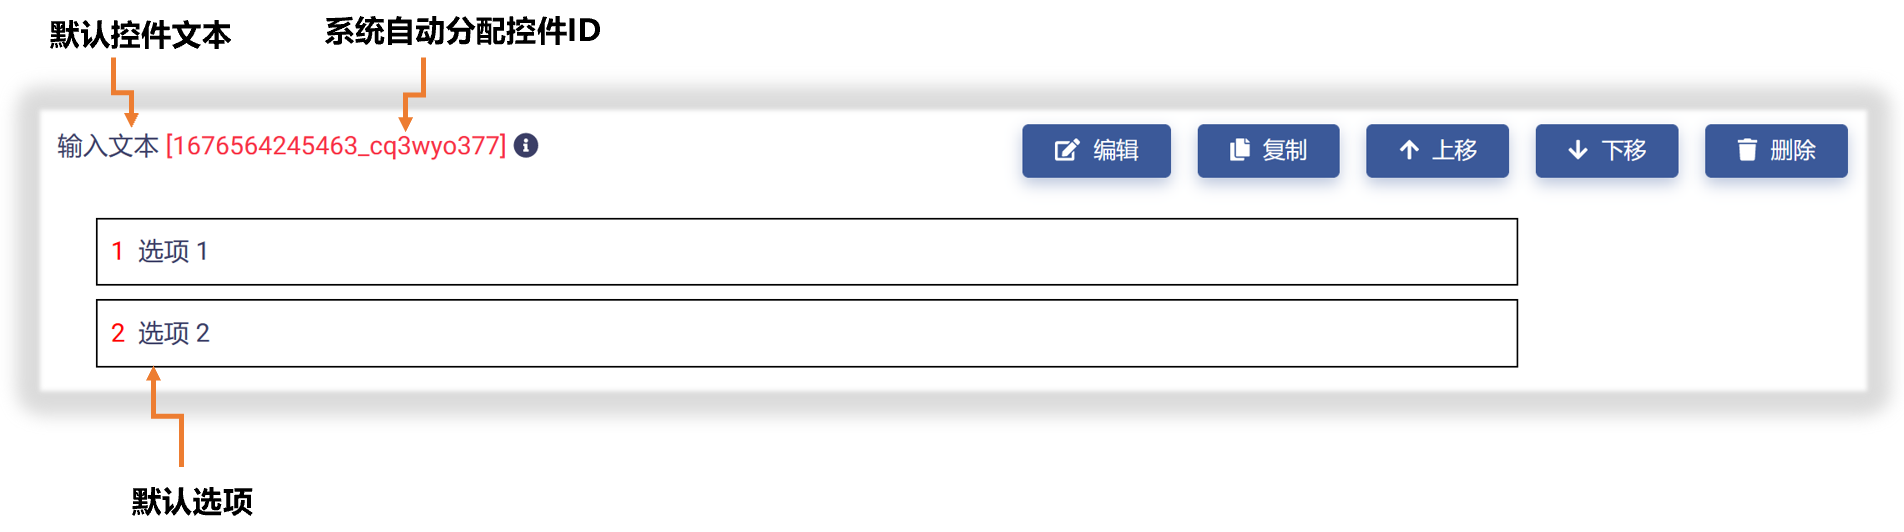 默认控件文本
系统自动分配控件ID
输入文本 [1676564245463_cq3wyo377]
编辑
复制
上移
下移
删除
1 选项 1
2 选项 2
默认选项